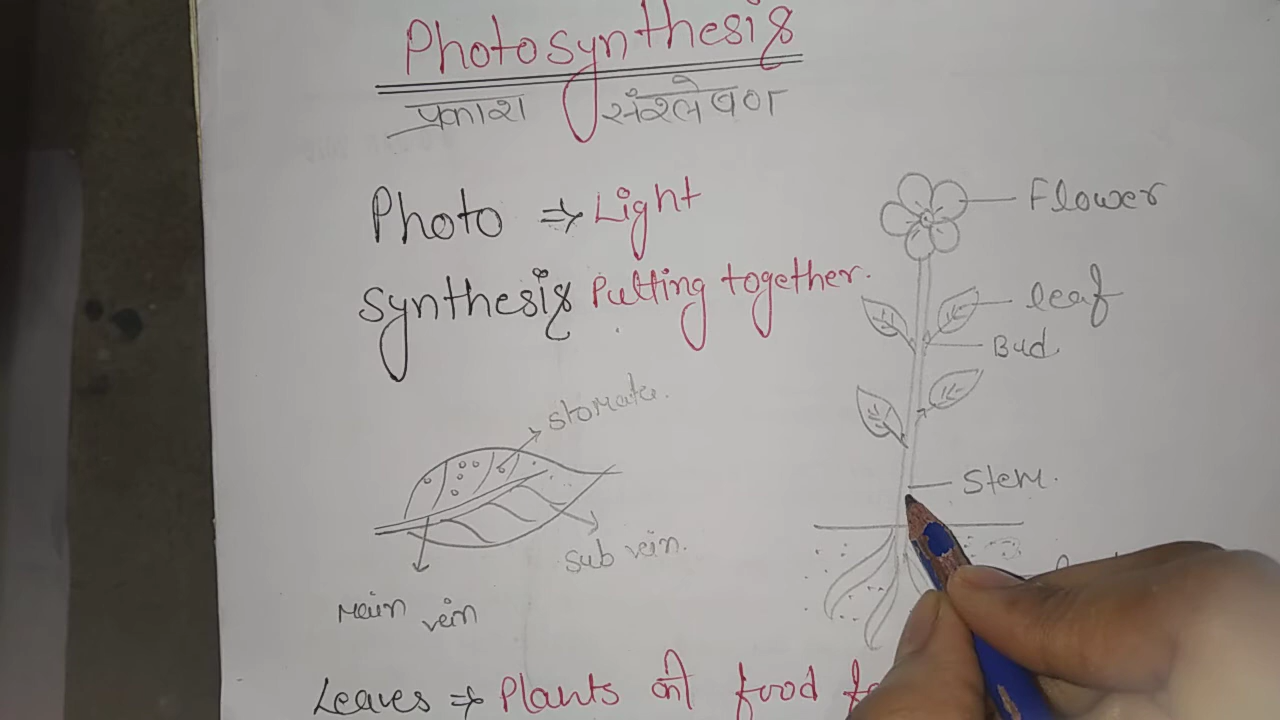 Photosynthesis
प्रकाश संश्लेषण
Photo ⇒ Light
Synthesis Putting together.
Flower
leaf
Bud
stomata.
Stem.
sub vein.
Main vein
Leaves ⇒ Plants की food